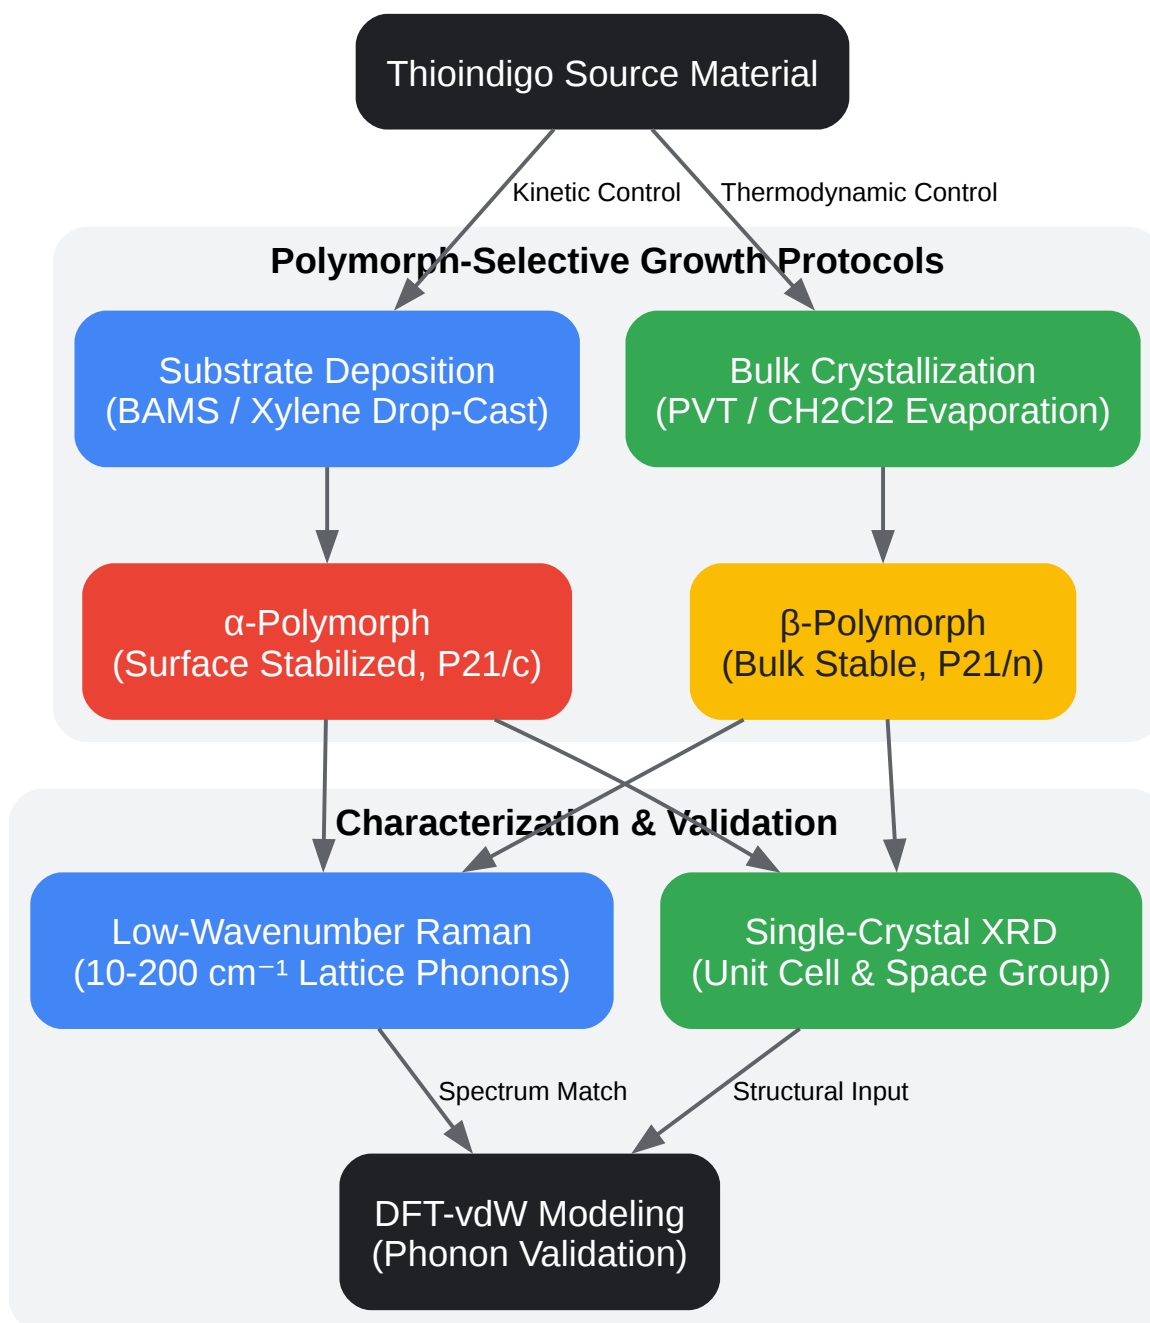 Thioindigo Source Material
Kinetic Control
Thermodynamic Control
Polymorph-Selective Growth Protocols
Substrate Deposition
(BAMS / Xylene Drop-Cast)
Bulk Crystallization
(PVT / CH2Cl2 Evaporation)
α-Polymorph
(Surface Stabilized, P21/c)
β-Polymorph
(Bulk Stable, P21/n)
Characterization & Validation
Low-Wavenumber Raman
(10-200 cm⁻¹ Lattice Phonons)
Single-Crystal XRD
(Unit Cell & Space Group)
Spectrum Match
Structural Input
DFT-vdW Modeling
(Phonon Validation)